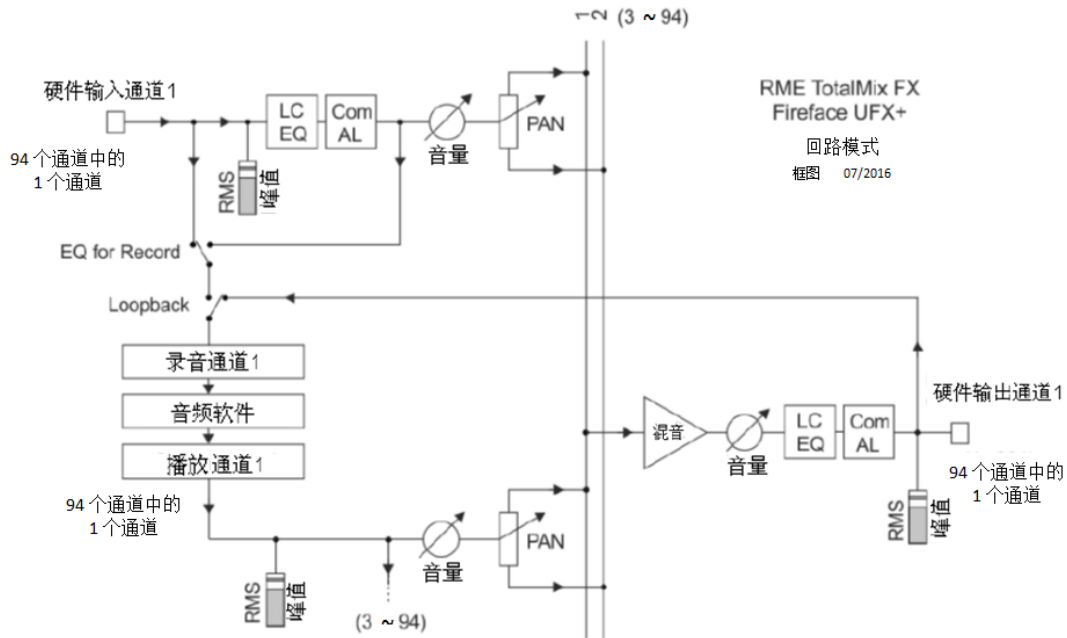 1 2 (3 ~ 94)
硬件输入通道1
LC
EQ
Com
AL
音量
PAN
RME TotalMix FX
Fireface UFX+
回路模式
框图 07/2016
94 个通道中的
1 个通道
RMS
峰值
EQ for Record
Loopback
录音通道1
音频软件
播放通道1
94 个通道中的
1 个通道
混音
音量
LC
EQ
Com
AL
硬件输出通道1
94 个通道中的
1 个通道
RMS
峰值
音量
PAN
RMS
峰值
(3 ~ 94)